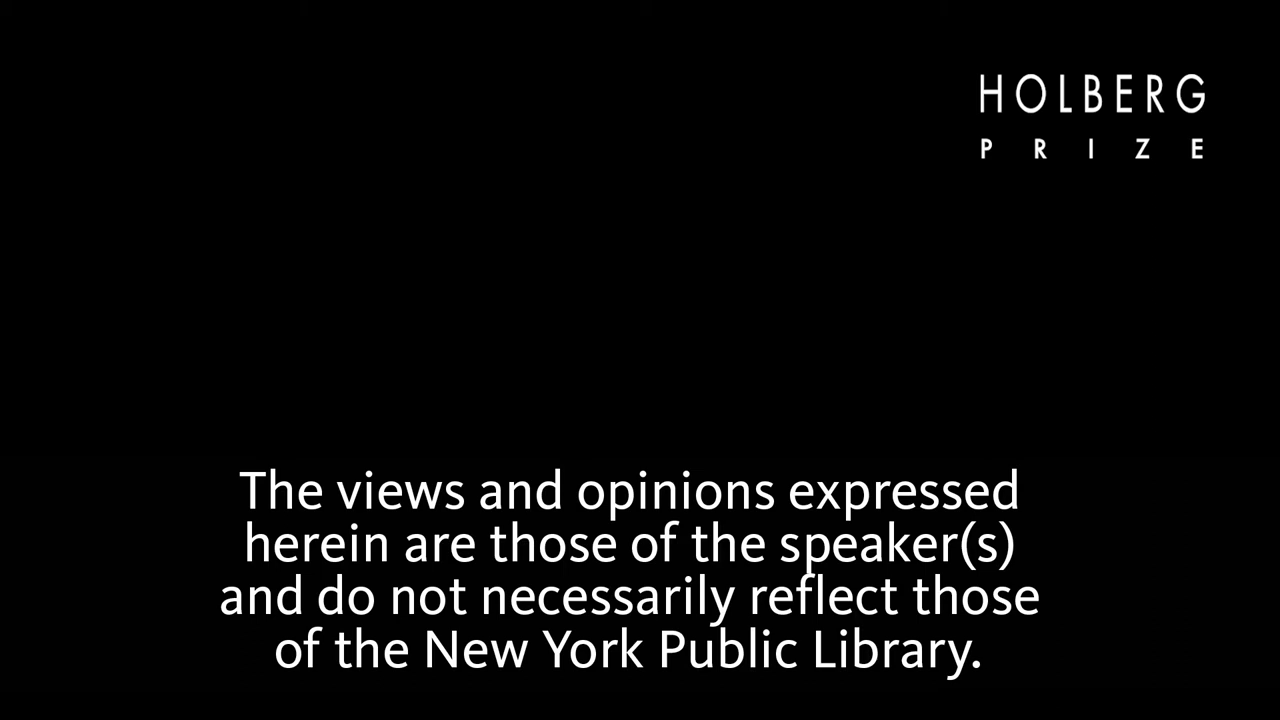 HOLBERG
PRIZE
The views and opinions expressed
herein are those of the speaker(s)
and do not necessarily reflect those
of the New York Public Library.